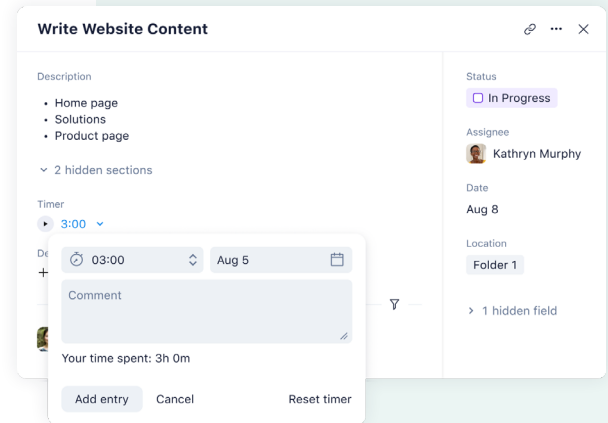 Write Website Content
Description
• Home page
• Solutions
• Product page
2 hidden sections
Timer
3:00
De
03:00
Aug 5
Comment
Your time spent: 3h 0m
Add entry
Cancel
Reset timer
Status
In Progress
Assignee
Kathryn Murphy
Date
Aug 8
Location
Folder 1
1 hidden field